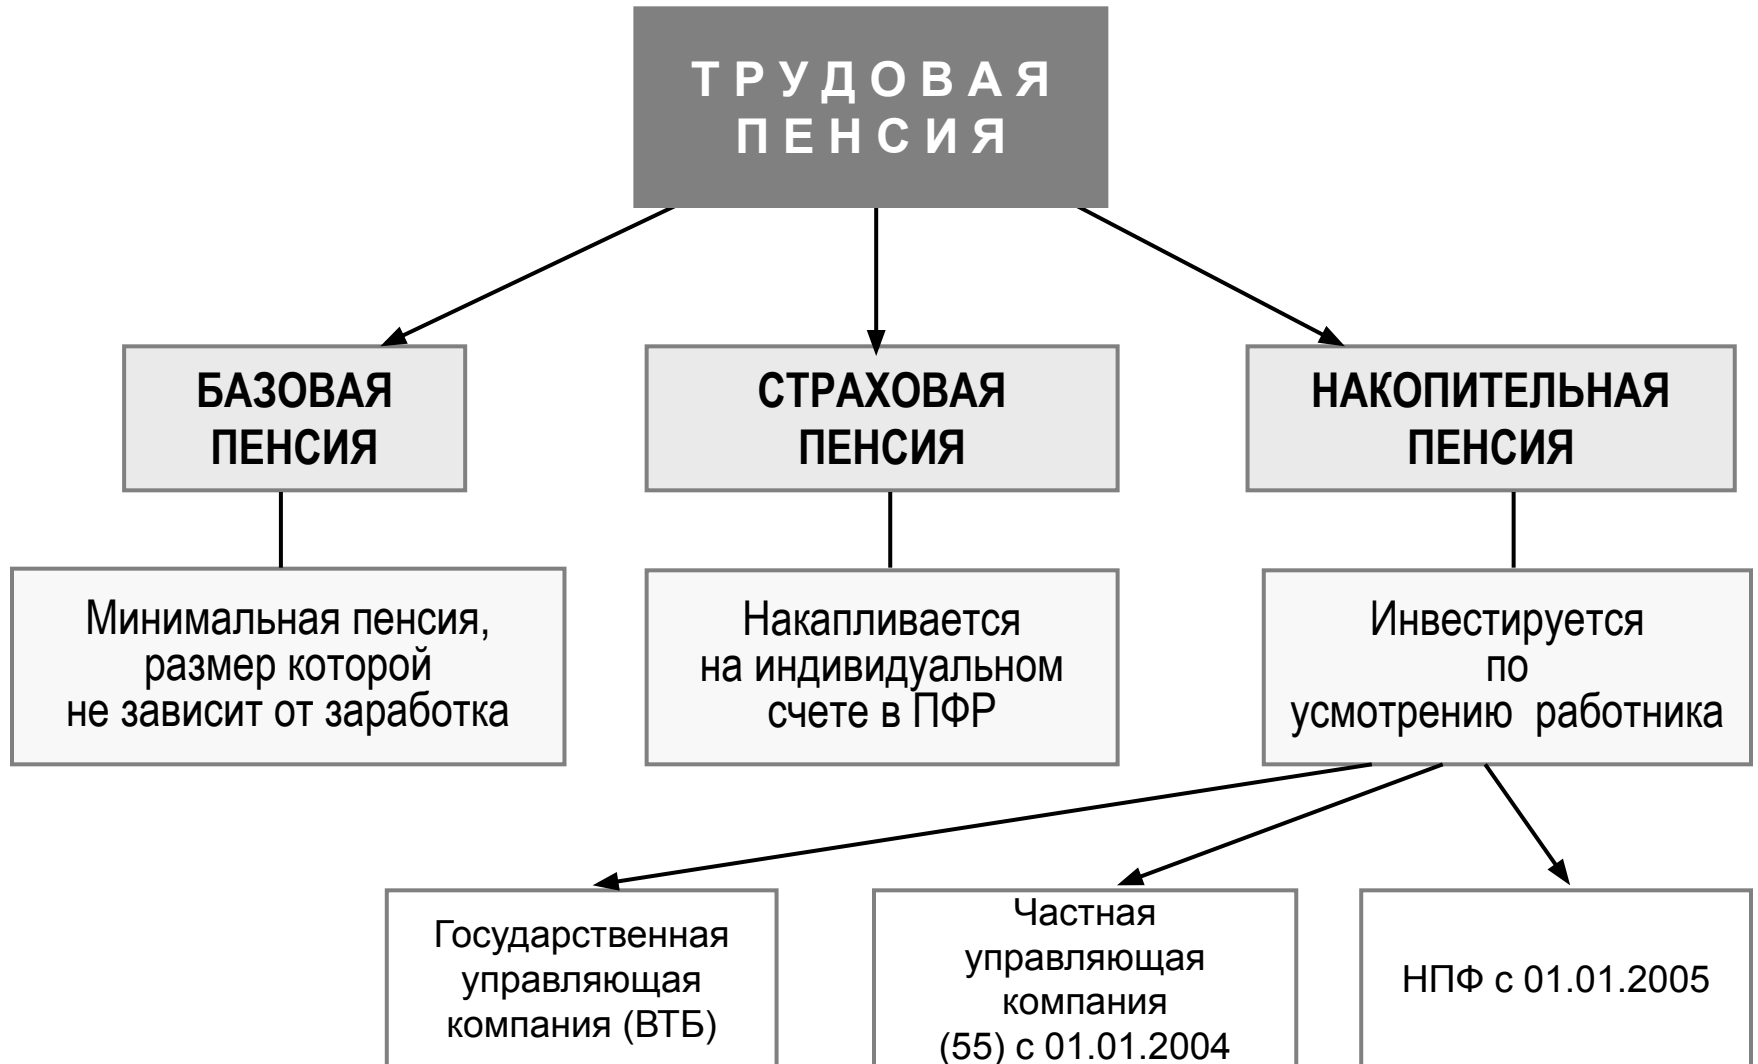 ТРУДОВАЯ
ПЕНСИЯ
БАЗОВАЯ
ПЕНСИЯ
СТРАХОВАЯ
ПЕНСИЯ
НАКОПИТЕЛЬНАЯ
ПЕНСИЯ
Минимальная пенсия,
размер которой
не зависит от заработка
Накапливается
на индивидуальном
счете в ПФР
Инвестируется
по
усмотрению работника
Государственная
управляющая
компания (ВТБ)
Частная
управляющая
компания
(55) с 01.01.2004
НПФ с 01.01.2005